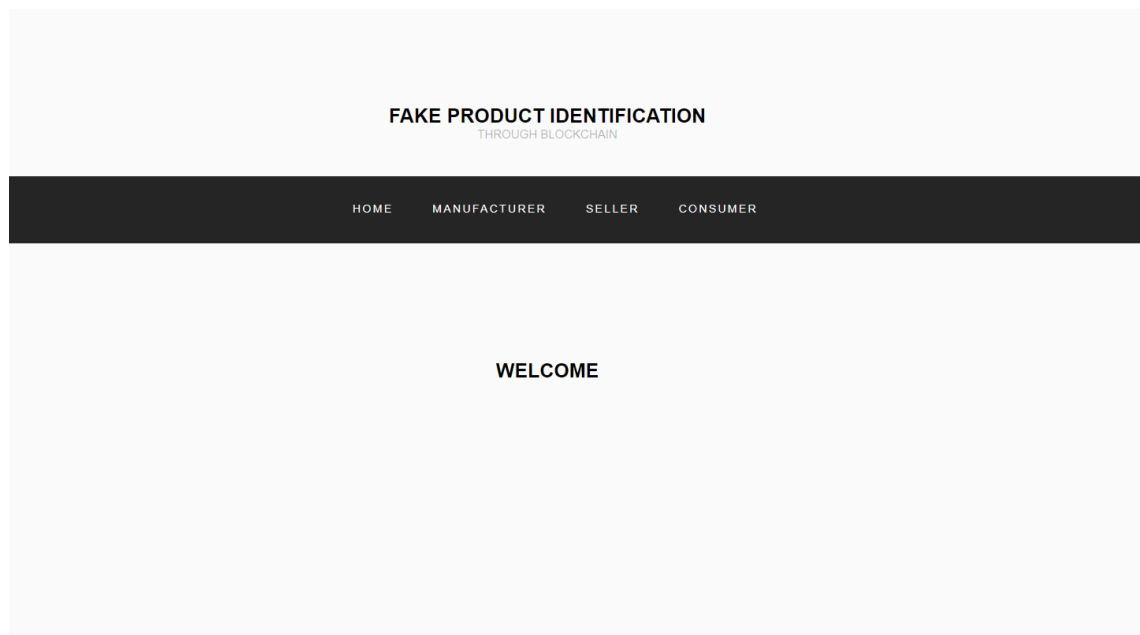 FAKE PRODUCT IDENTIFICATION
THROUGH BLOCKCHAIN
HOME MANUFACTURER SELLER CONSUMER
WELCOME